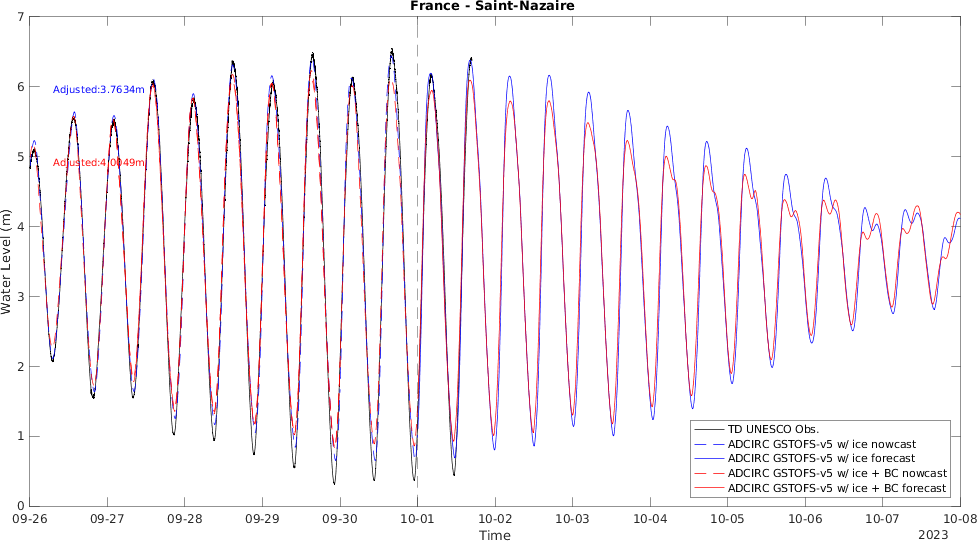 France - Saint-Nazaire
Water Level (m)
7
6
5
4
3
2
1
0
Adjusted:3.7634m
Adjusted:4.0049m
TD UNESCO Obs.
ADCIRC GSTOFS-v5 w/ ice nowcast
ADCIRC GSTOFS-v5 w/ ice forecast
ADCIRC GSTOFS-v5 w/ ice + BC nowcast
ADCIRC GSTOFS-v5 w/ ice + BC forecast
09-26 09-27 09-28 09-29 09-30 10-01 10-02 10-03 10-04 10-05 10-06 10-07 10-08
Time
2023